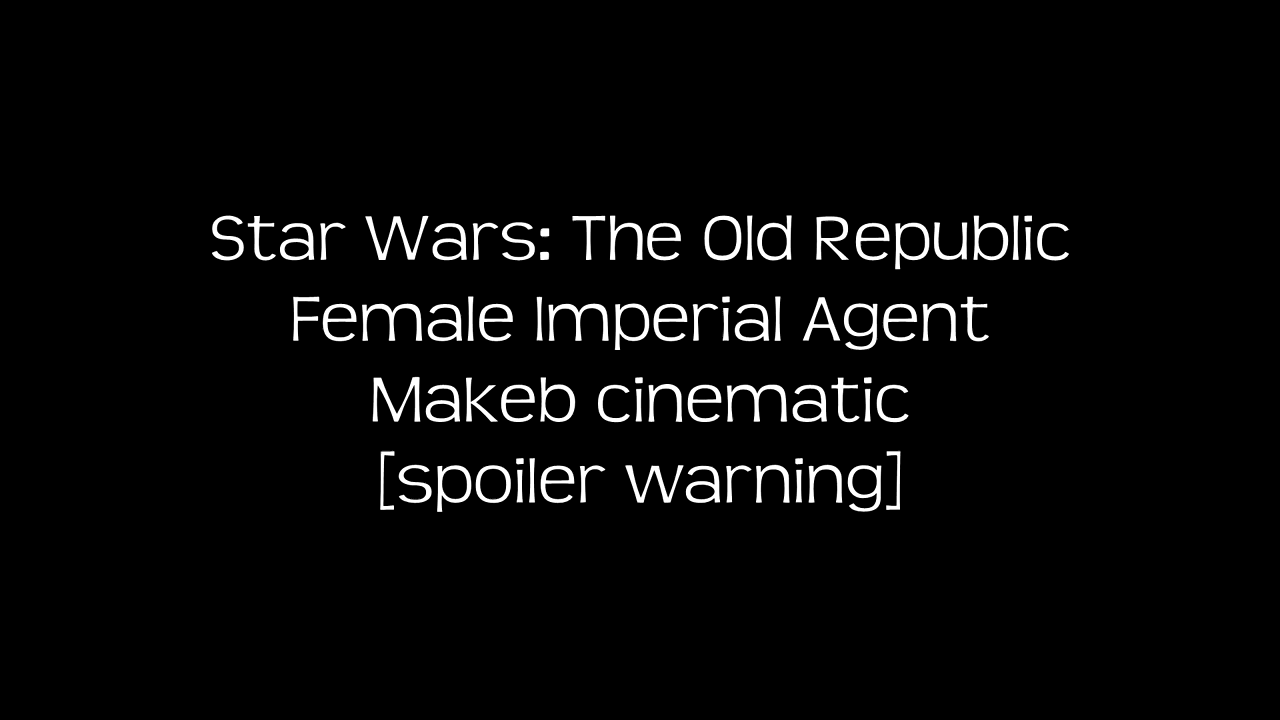 Star Wars: The Old Republic
Female Imperial Agent
Makeb cinematic
[spoiler warning]